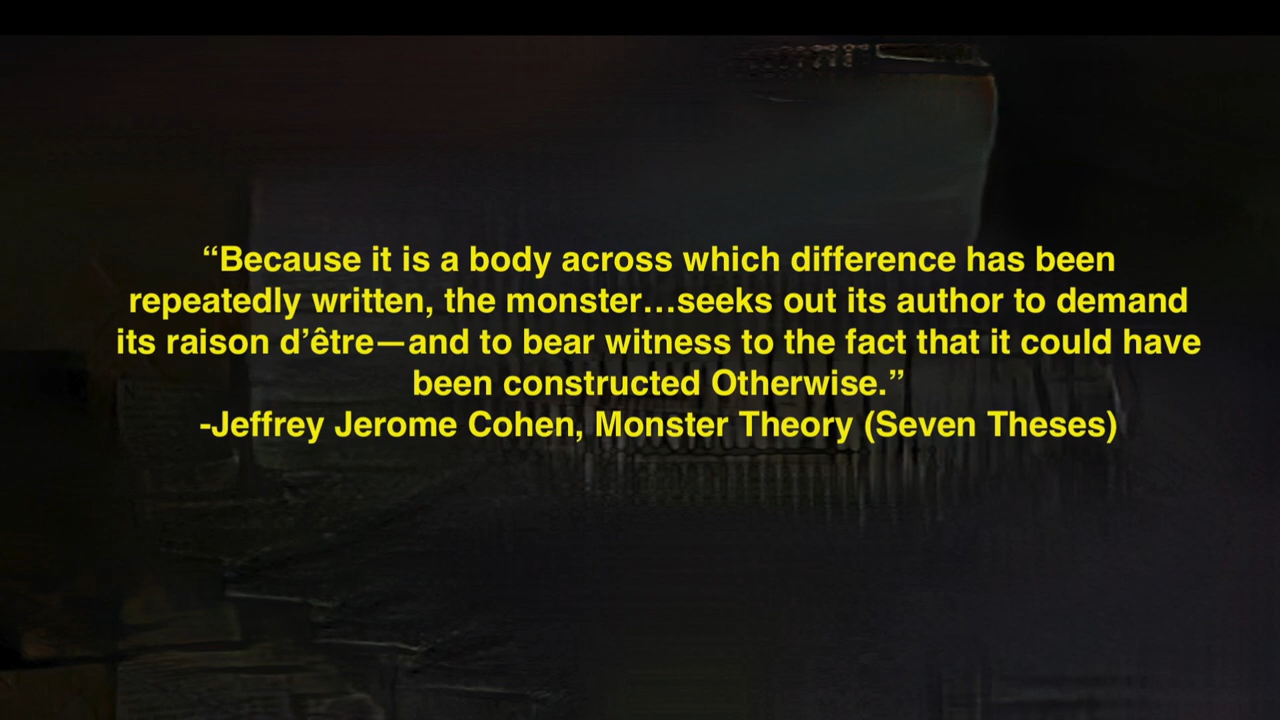 “Because it is a body across which difference has been
repeatedly written, the monster…seeks out its author to demand
its raison d’être—and to bear witness to the fact that it could have
been constructed Otherwise.”
-Jeffrey Jerome Cohen, Monster Theory (Seven Theses)